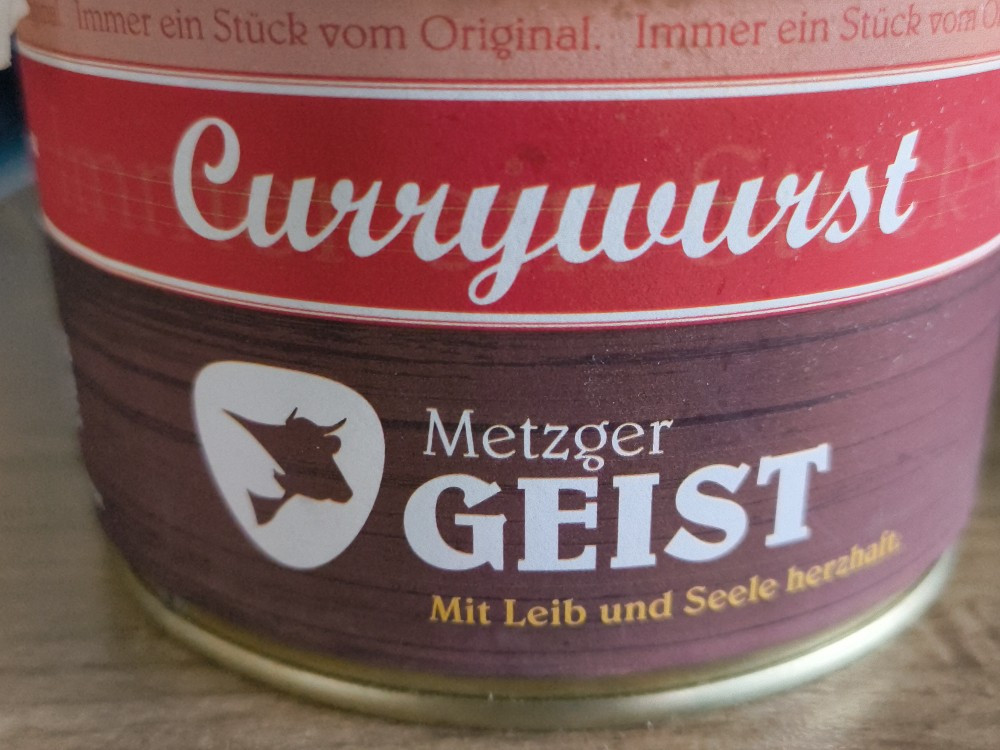 Immer ein Stück vom Original. Immer ein Stück vom
Currywurst
Metzger
GEIST
Mit Leib und Seele herzhaft.